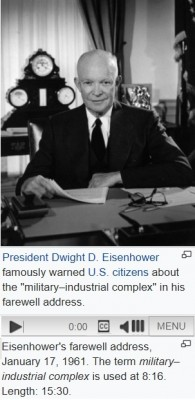 President Dwight D. Eisenhower
famously warned U.S. citizens about
the "military–industrial complex" in his
farewell address.
0:00 CC MENU
Eisenhower's farewell address,
January 17, 1961. The term military–
industrial complex is used at 8:16.
Length: 15:30.